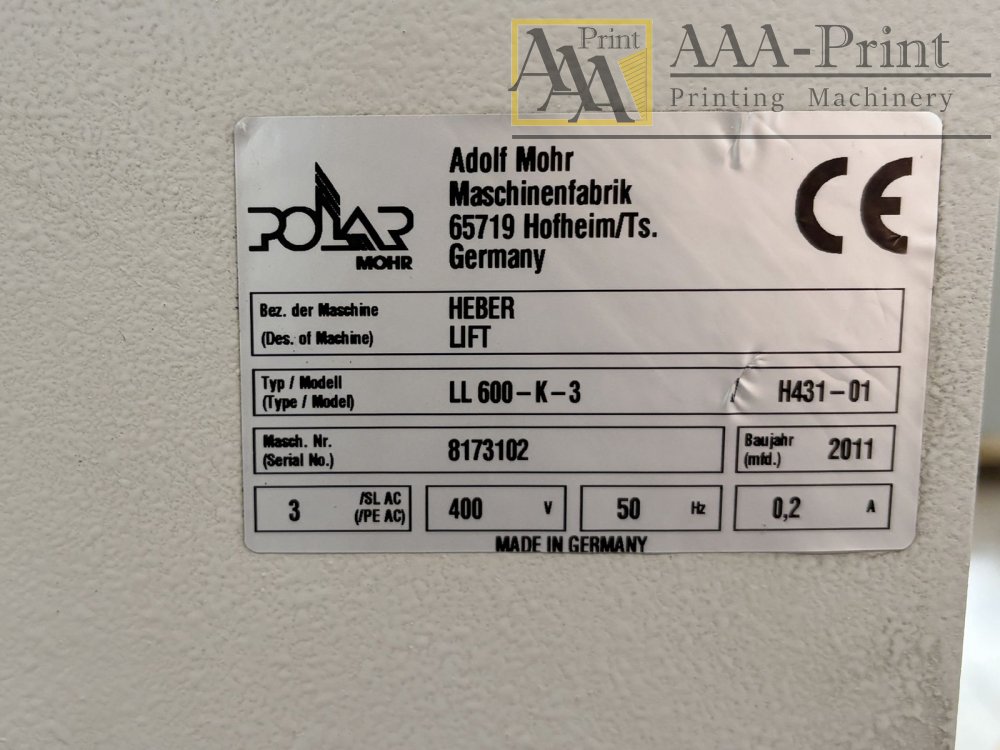 AAA
Print
AAA-Print
Printing Machinery
POLAR
MOHR
Adolf Mohr
Maschinenfabrik
65719 Hofheim/Ts.
Germany
CE
Bez. der Maschine
(Des. of Machine)
HEBER
LIFT
Typ / Modell
(Type / Model)
LL 600-K-3 / H431-01
Masch. Nr.
(Serial No.)
8173102
Baujahr
(mfd.)
2011
3 /SL AC
(/PE AC)
400 V
50 Hz
0,2 A
MADE IN GERMANY